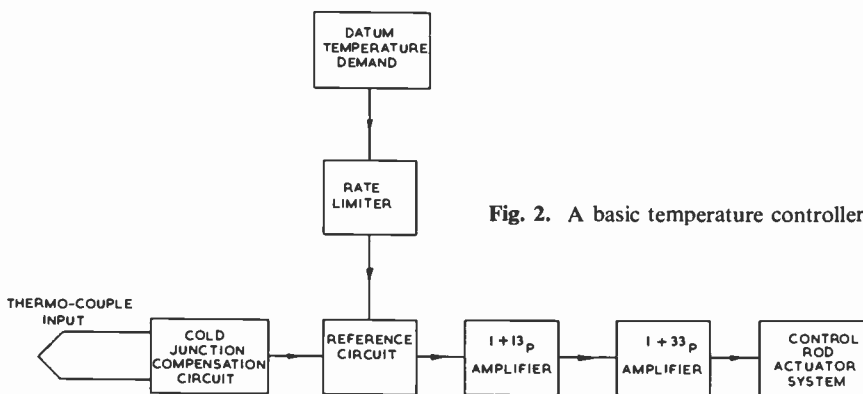 DATUM
TEMPERATURE
DEMAND
RATE
LIMITER
Fig. 2. A basic temperature controller
THERMO-COUPLE
INPUT
COLD
JUNCTION
COMPENSATION
CIRCUIT
REFERENCE
CIRCUIT
1 + 13p
AMPLIFIER
1 + 33p
AMPLIFIER
CONTROL
ROD
ACTUATOR
SYSTEM